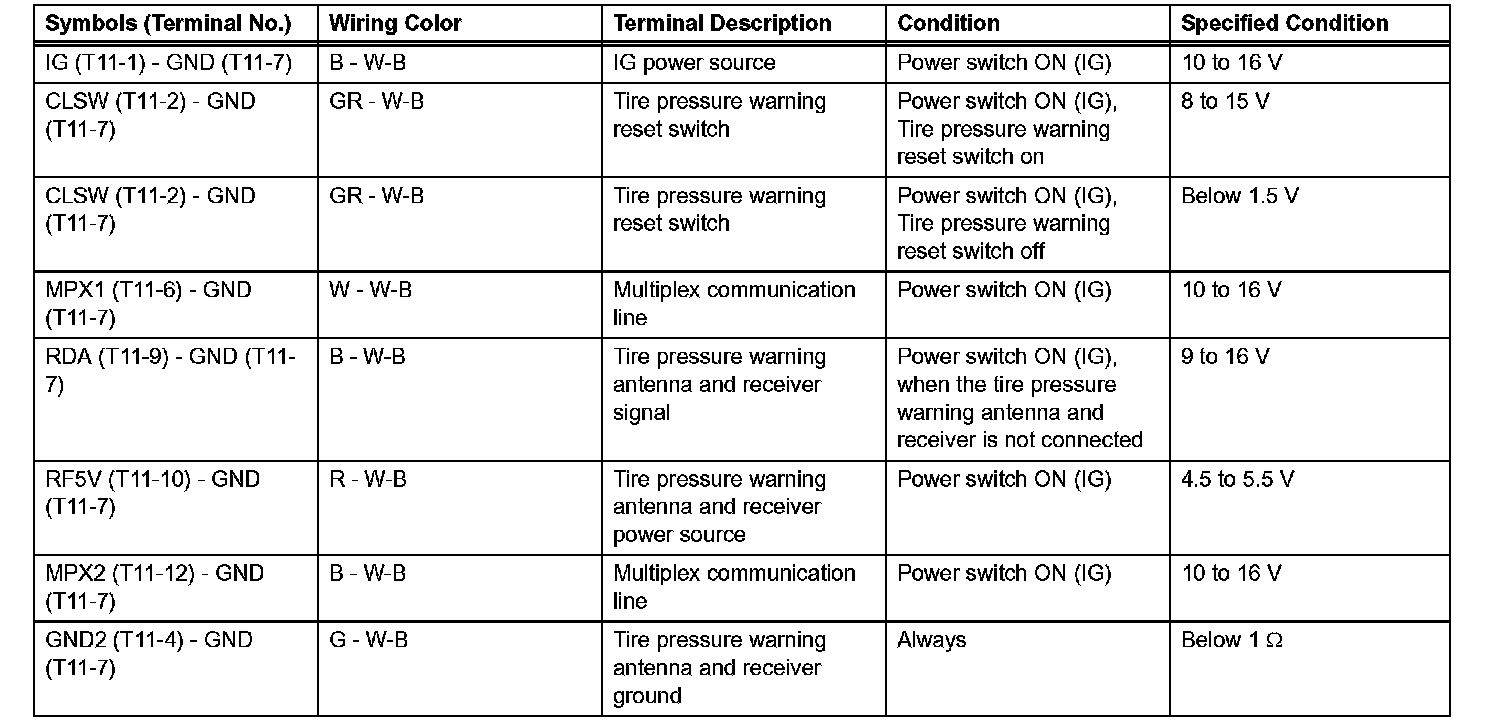 Symbols (Terminal No.) Wiring Color Terminal Description Condition Specified Condition
IG (T11-1) - GND (T11-7) B - W-B IG power source Power switch ON (IG) 10 to 16 V
CLSW (T11-2) - GND GR - W-B Tire pressure warning Power switch ON (IG), 8 to 15 V
(T11-7) reset switch Tire pressure warning
reset switch on
CLSW (T11-2) - GND GR - W-B Tire pressure warning Power switch ON (IG), Below 1.5 V
(T11-7) reset switch Tire pressure warning
reset switch off
MPX1 (T11-6) - GND W - W-B Multiplex communication Power switch ON (IG) 10 to 16 V
(T11-7) line
RDA (T11-9) - GND (T11- B - W-B Tire pressure warning Power switch ON (IG), 9 to 16 V
7) antenna and receiver when the tire pressure
signal warning antenna and
receiver is not connected
RF5V (T11-10) - GND R - W-B Tire pressure warning Power switch ON (IG) 4.5 to 5.5 V
(T11-7) antenna and receiver
power source
MPX2 (T11-12) - GND B - W-B Multiplex communication Power switch ON (IG) 10 to 16 V
(T11-7) line
GND2 (T11-4) - GND G - W-B Tire pressure warning Always Below 1 Ω
(T11-7) antenna and receiver
ground